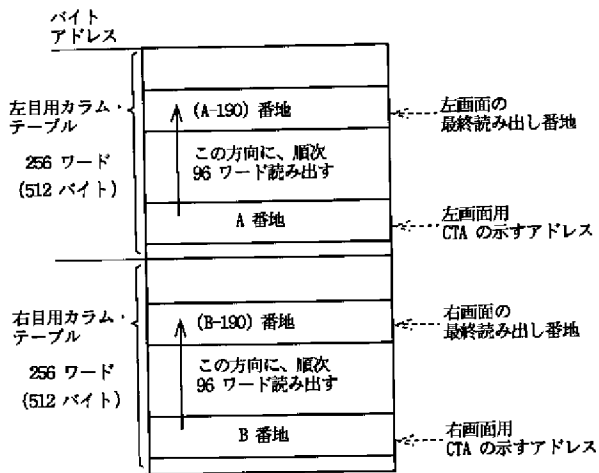 バイト
アドレス
左目用カラム・
テーブル
256 ワード
(512 バイト)
(A-190) 番地
この方向に、順次
96 ワード読み出す
A 番地
左画面の
最終読み出し番地
左画面用
CTA の示すアドレス
右目用カラム・
テーブル
256 ワード
(512 バイト)
(B-190) 番地
この方向に、順次
96 ワード読み出す
B 番地
右画面の
最終読み出し番地
右画面用
CTA の示すアドレス